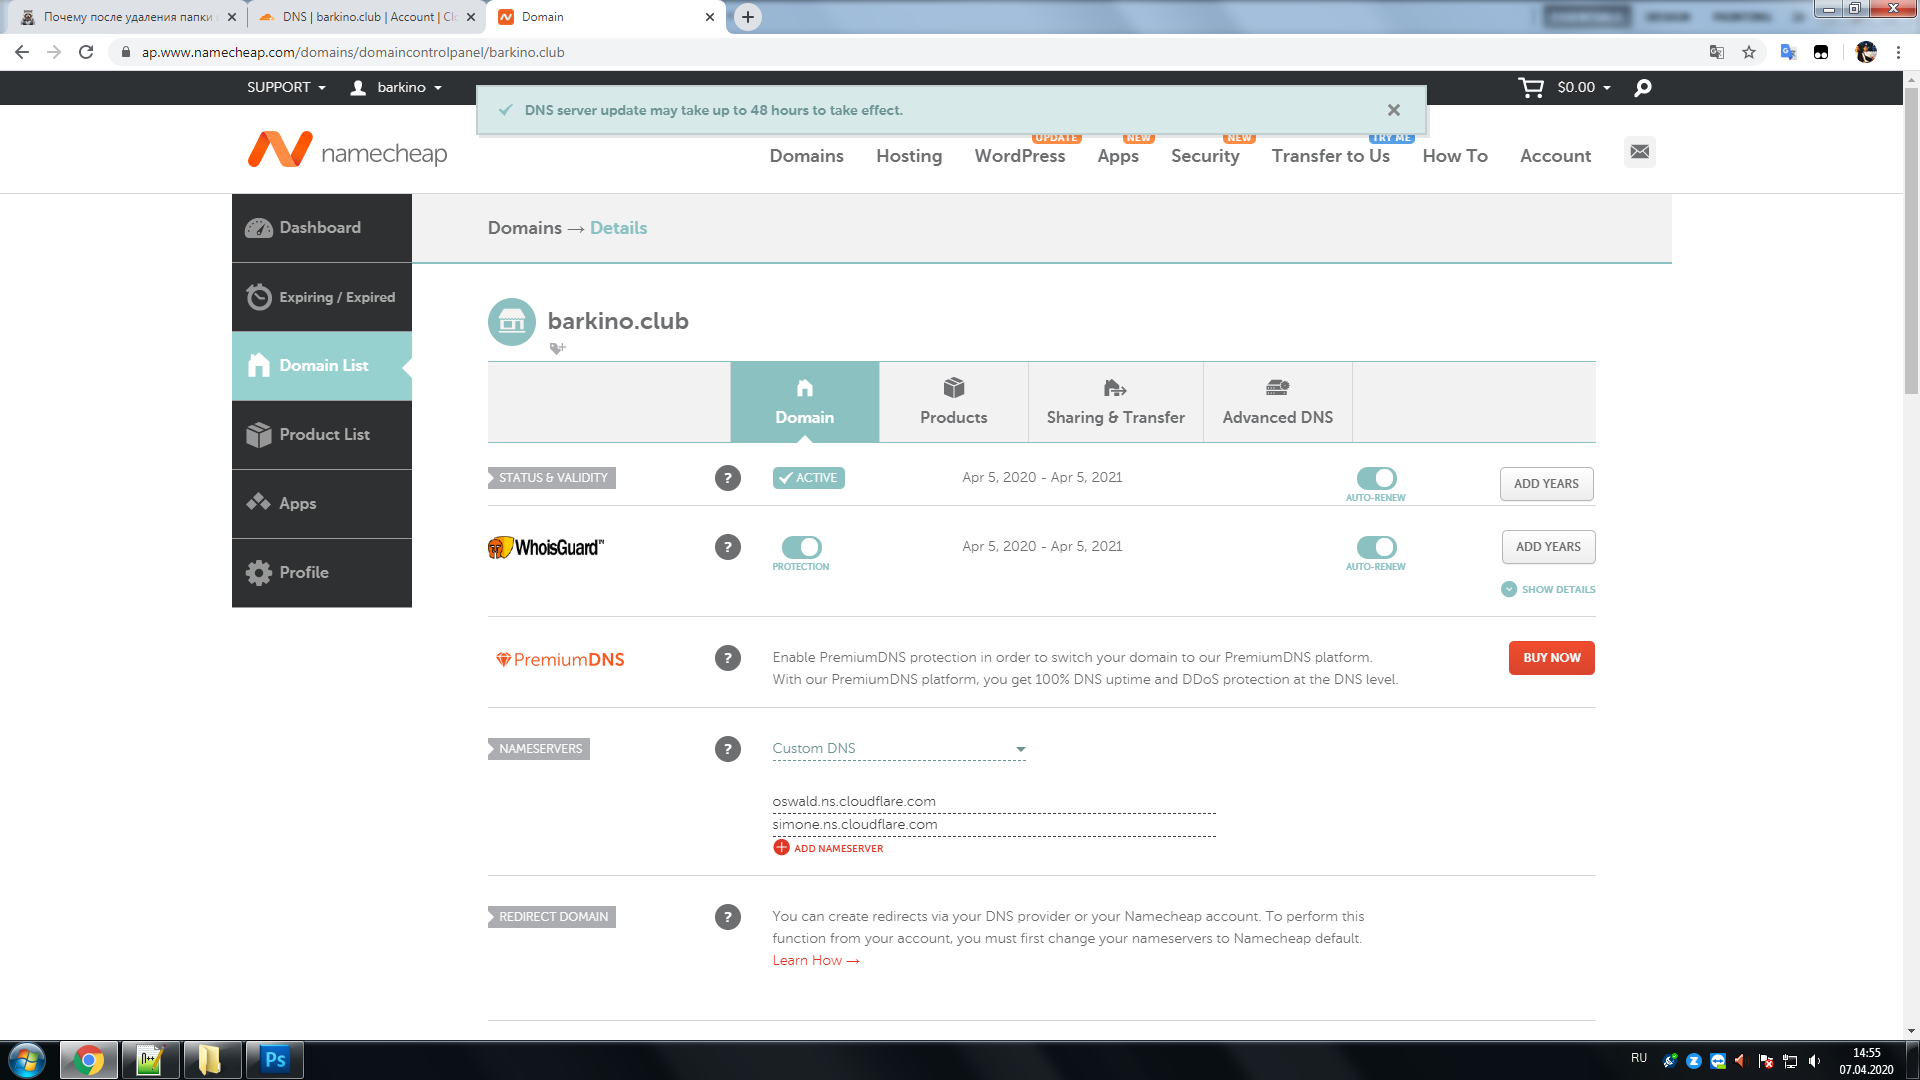 Почему после удаления папки
DNS | barkino.club | Account | Clo
Domain
ap.www.namecheap.com/domains/domaincontrolpanel/barkino.club
SUPPORT
barkino
$0.00
DNS server update may take up to 48 hours to take effect.
namecheap
UPDATE
NEW
NEW
TRY ME
Domains
Hosting
WordPress
Apps
Security
Transfer to Us
How To
Account
Dashboard
Expiring / Expired
Domain List
Product List
Apps
Profile
Domains → Details
barkino.club
Domain
Products
Sharing & Transfer
Advanced DNS
STATUS & VALIDITY
?
ACTIVE
Apr 5, 2020 - Apr 5, 2021
AUTO-RENEW
ADD YEARS
WhoisGuard™
?
PROTECTION
Apr 5, 2020 - Apr 5, 2021
AUTO-RENEW
ADD YEARS
SHOW DETAILS
PremiumDNS
?
Enable PremiumDNS protection in order to switch your domain to our PremiumDNS platform.
With our PremiumDNS platform, you get 100% DNS uptime and DDoS protection at the DNS level.
BUY NOW
NAMESERVERS
?
Custom DNS
oswald.ns.cloudflare.com
simone.ns.cloudflare.com
ADD NAMESERVER
REDIRECT DOMAIN
?
You can create redirects via your DNS provider or your Namecheap account. To perform this
function from your account, you must first change your nameservers to Namecheap default.
Learn How →
Ps
RU
14:55
07.04.2020